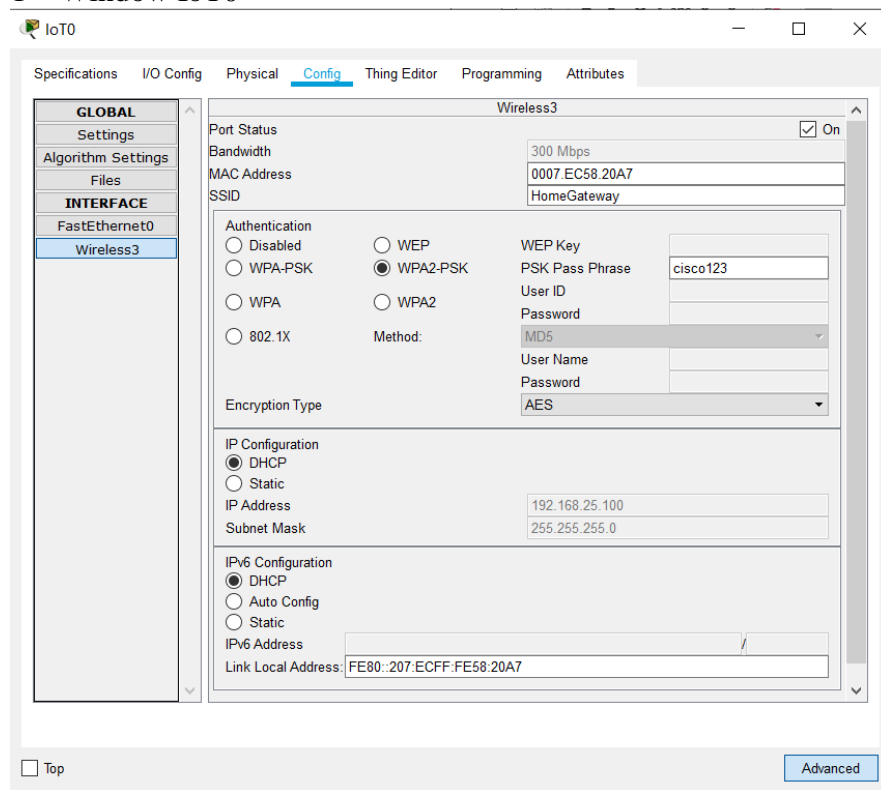 IoT0
Specifications I/O Config Physical Config Thing Editor Programming Attributes
GLOBAL
Settings
Algorithm Settings
Files
INTERFACE
FastEthernet0
Wireless3
Wireless3
Port Status On
Bandwidth 300 Mbps
MAC Address 0007.EC58.20A7
SSID HomeGateway
Authentication
Disabled WEP WEP Key
WPA-PSK WPA2-PSK PSK Pass Phrase cisco123
User ID
WPA WPA2
Password
802.1X Method: MD5
User Name
Password
Encryption Type AES
IP Configuration
DHCP
Static
IP Address 192.168.25.100
Subnet Mask 255.255.255.0
IPv6 Configuration
DHCP
Auto Config
Static
IPv6 Address /
Link Local Address: FE80::207:ECFF:FE58:20A7
Top Advanced